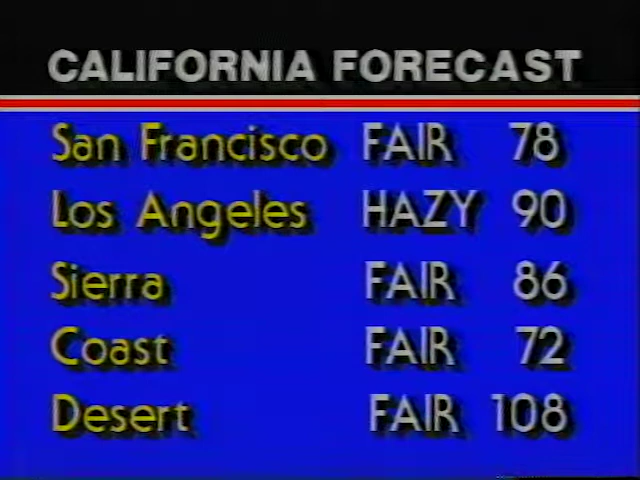 CALIFORNIA FORECAST
San Francisco FAIR 78
Los Angeles HAZY 90
Sierra FAIR 86
Coast FAIR 72
Desert FAIR 108